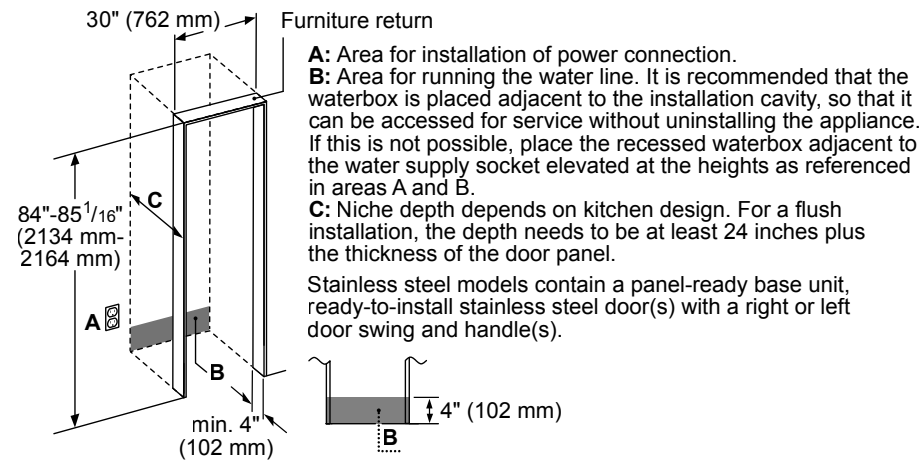 30" (762 mm)
Furniture return
A: Area for installation of power connection.
B: Area for running the water line. It is recommended that the
waterbox is placed adjacent to the installation cavity, so that it
can be accessed for service without uninstalling the appliance.
If this is not possible, place the recessed waterbox adjacent to
the water supply socket elevated at the heights as referenced
in areas A and B.
C: Niche depth depends on kitchen design. For a flush
installation, the depth needs to be at least 24 inches plus
the thickness of the door panel.
Stainless steel models contain a panel-ready base unit,
ready-to-install stainless steel door(s) with a right or left
door swing and handle(s).
C
84"-85 1/16"
(2134 mm-
2164 mm)
A
B
min. 4"
(102 mm)
4" (102 mm)
B